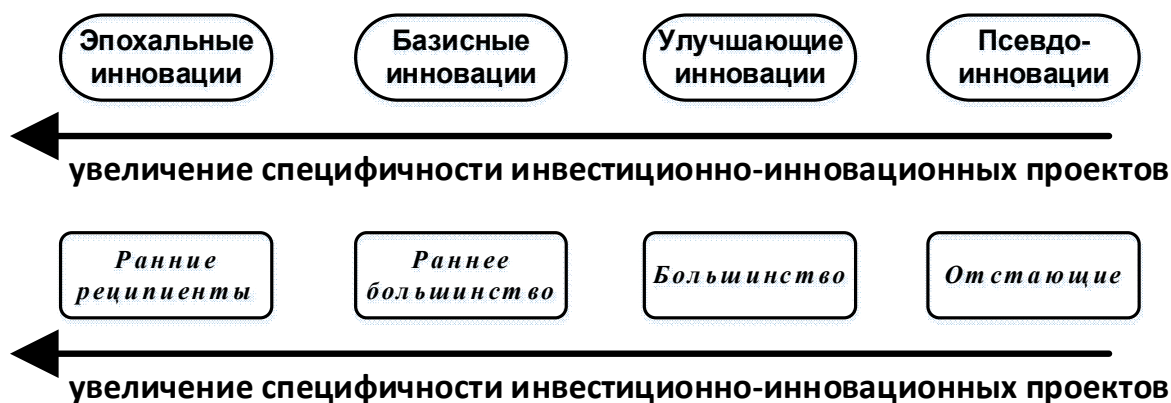 Эпохальные инновации
Базисные инновации
Улучшающие инновации
Псевдо-инновации
увеличение специфичности инвестиционно-инновационных проектов
Ранние реципиенты
Раннее большинство
Большинство
Отстающие
увеличение специфичности инвестиционно-инновационных проектов